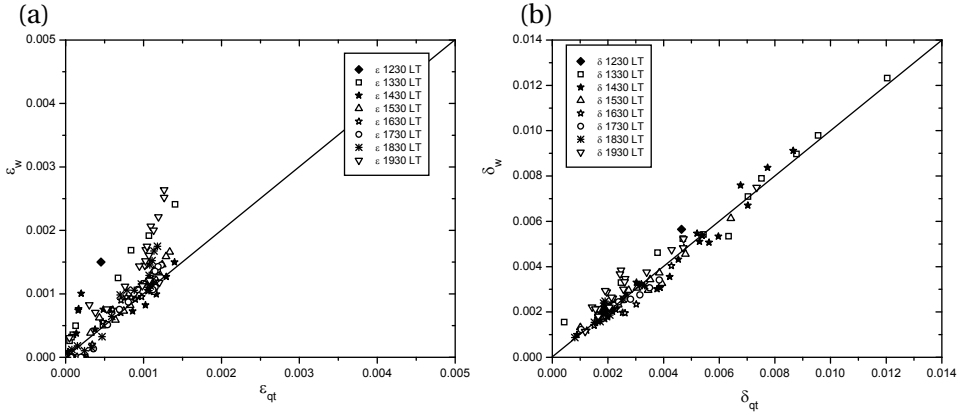 (a)
0.005
0.004
0.003
0.002
0.001
0.000
0.000 0.001 0.002 0.003 0.004 0.005
ε_w
ε_qt
ε 1230 LT
ε 1330 LT
ε 1430 LT
ε 1530 LT
ε 1630 LT
ε 1730 LT
ε 1830 LT
ε 1930 LT
(b)
0.014
0.012
0.010
0.008
0.006
0.004
0.002
0.000
0.000 0.002 0.004 0.006 0.008 0.010 0.012 0.014
δ_w
δ_qt
δ 1230 LT
δ 1330 LT
δ 1430 LT
δ 1530 LT
δ 1630 LT
δ 1730 LT
δ 1830 LT
δ 1930 LT